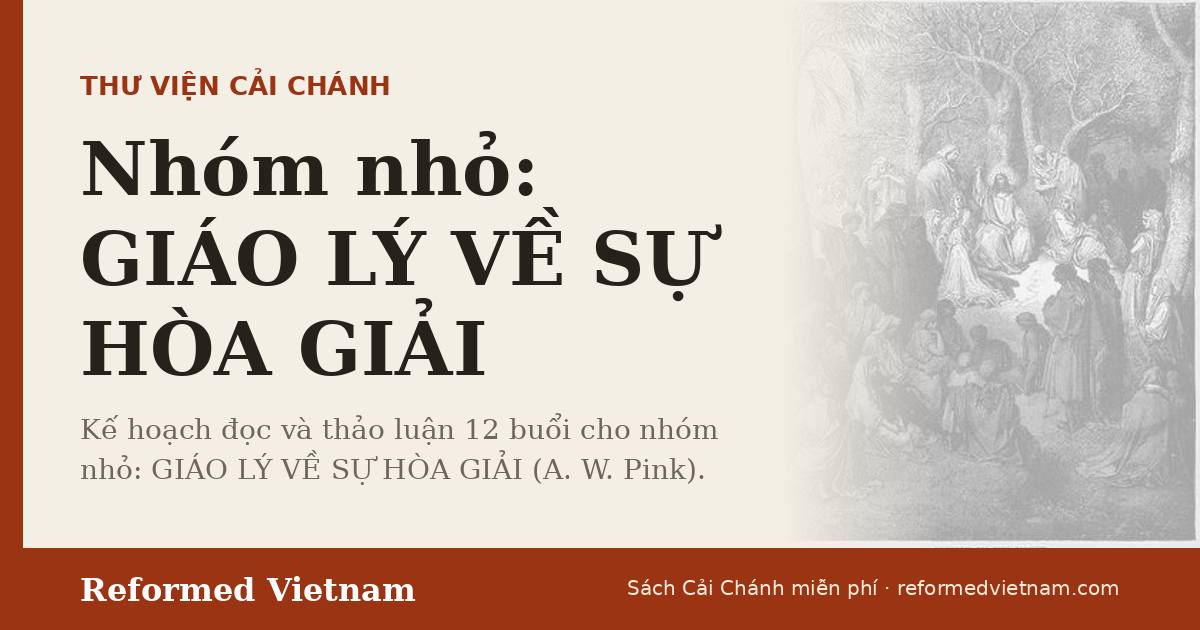 THƯ VIỆN CẢI CHÁNH
Nhóm nhỏ:
GIÁO LÝ VỀ SỰ
HÒA GIẢI
Kế hoạch đọc và thảo luận 12 buổi cho nhóm
nhỏ: GIÁO LÝ VỀ SỰ HÒA GIẢI (A. W. Pink).
Reformed Vietnam
Sách Cải Chánh miễn phí · reformedvietnam.com